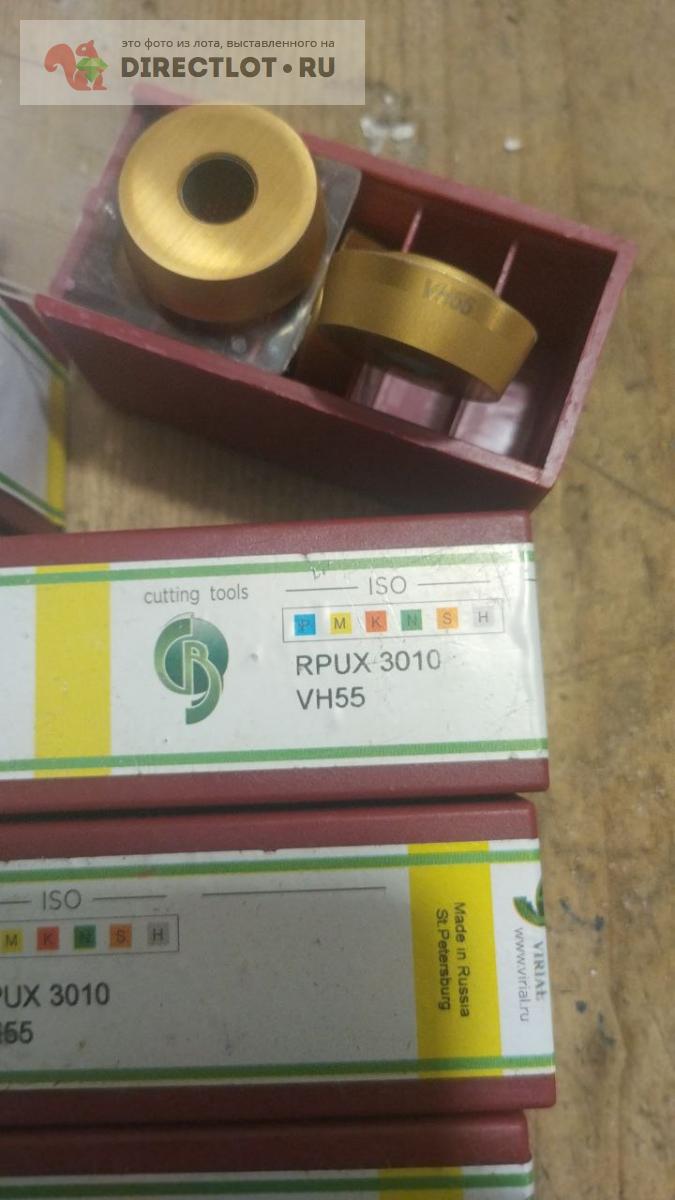 это фото из лота, выставленного на
DIRECTLOT•RU
VH55
cutting tools
ISO
P M K N S H
RPUX 3010
VH55
ISO
M K N S H
PUX 3010
Made in Russia
St.Petersburg
VIRIAL
www.virial.ru